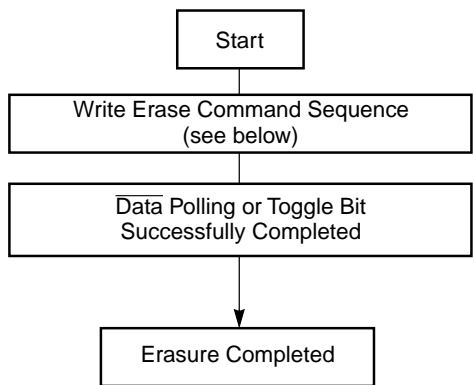 Start
Write Erase Command Sequence
(see below)
Data Polling or Toggle Bit
Successfully Completed
Erasure Completed